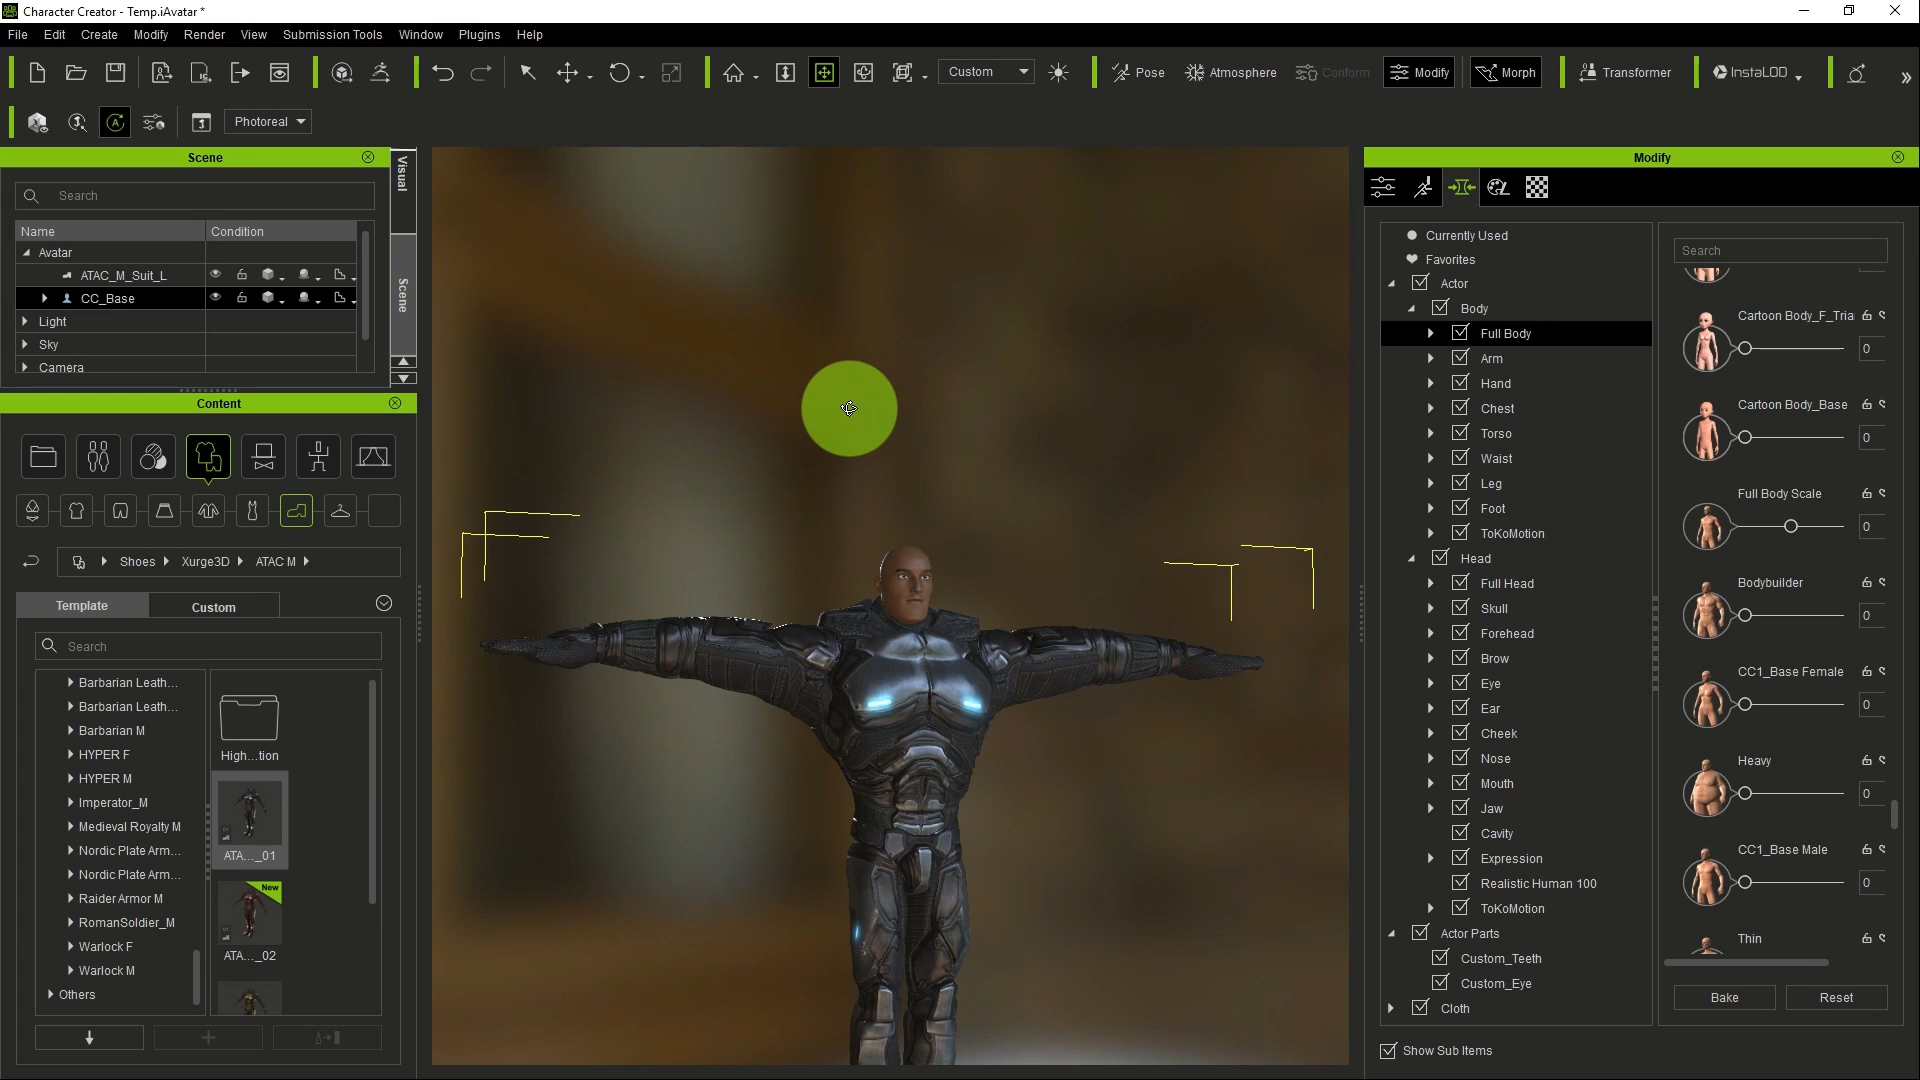 Character Creator - Temp.iAvatar *
File Edit Create Modify Render View Submission Tools Window Plugins Help
Custom Pose Atmosphere Conform Modify Morph Transformer InstaLOD
Photoreal
Scene
Search
Name Condition
Avatar
ATAC_M_Suit_L
CC_Base
Light
Sky
Camera
Visual
Scene
Content
Shoes Xurge3D ATAC M
Template Custom
Search
Barbarian Leath...
Barbarian Leath...
Barbarian M
HYPER F
HYPER M
Imperator_M
Medieval Royalty M
Nordic Plate Arm...
Nordic Plate Arm...
Raider Armor M
RomanSoldier_M
Warlock F
Warlock M
Others
High...tion
ATA..._01
New
ATA..._02
Modify
Currently Used
Favorites
Actor
Body
Full Body
Arm
Hand
Chest
Torso
Waist
Leg
Foot
ToKoMotion
Head
Full Head
Skull
Forehead
Brow
Eye
Ear
Cheek
Nose
Mouth
Jaw
Cavity
Expression
Realistic Human 100
ToKoMotion
Actor Parts
Custom_Teeth
Custom_Eye
Cloth
Show Sub Items
Search
Cartoon Body_F_Tria
0
Cartoon Body_Base
0
Full Body Scale
0
Bodybuilder
0
CC1_Base Female
0
Heavy
0
CC1_Base Male
0
Thin
Bake Reset